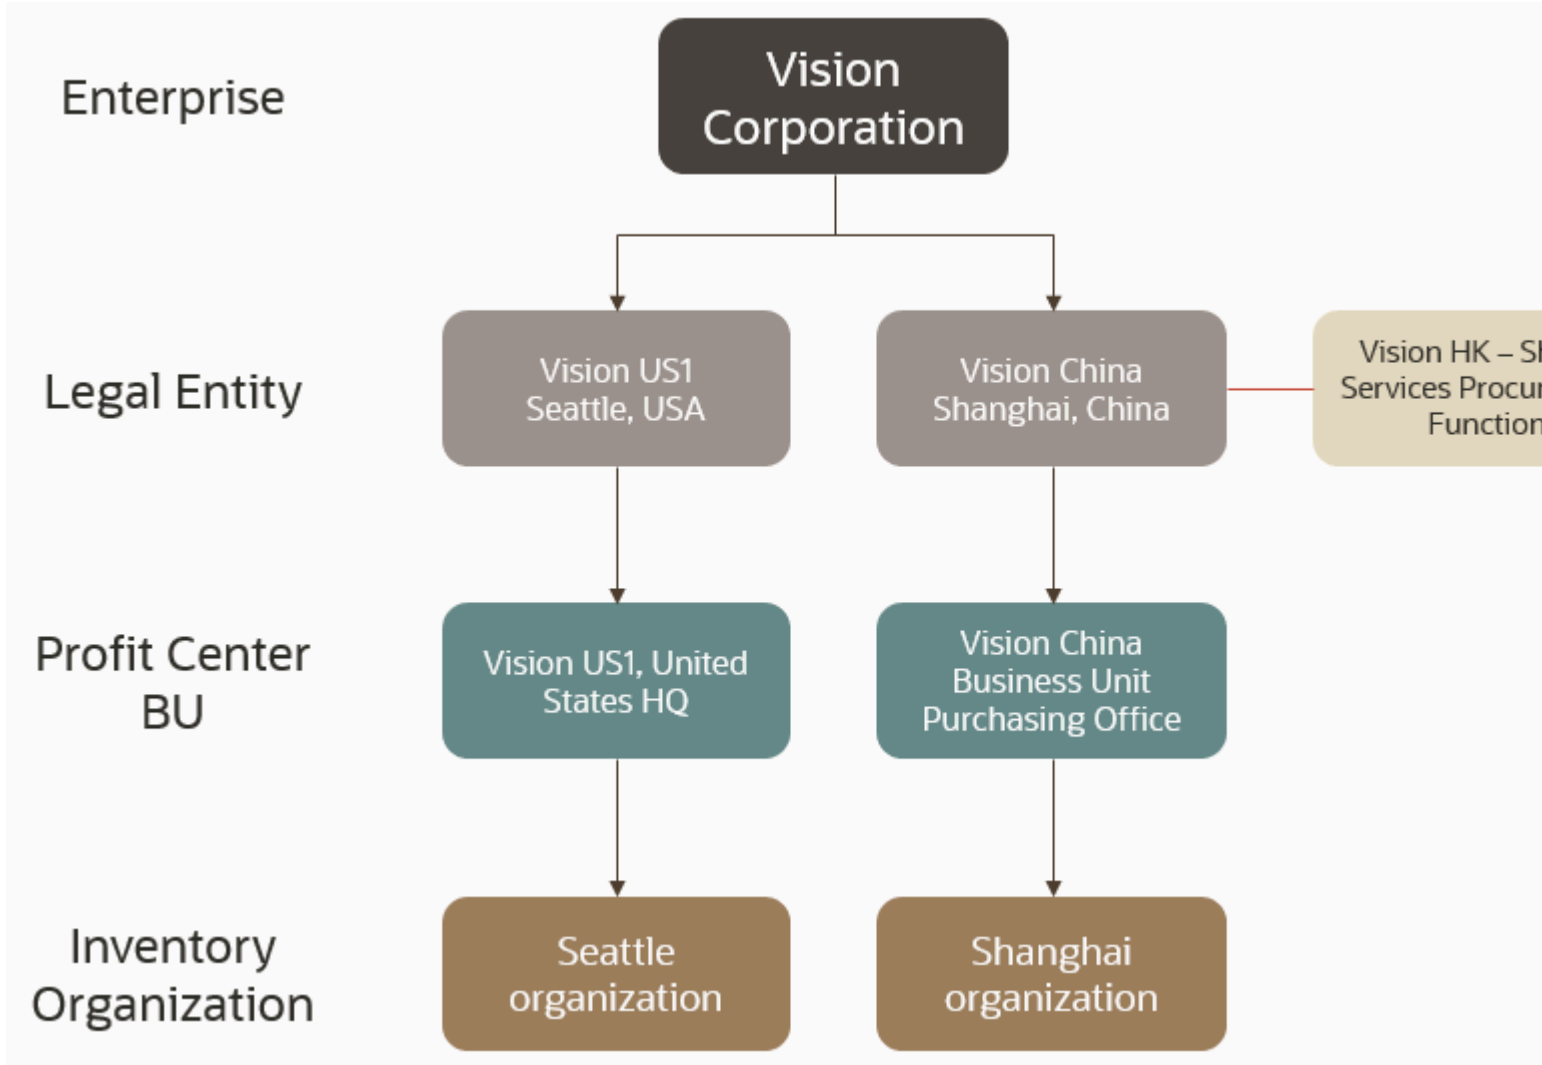 Enterprise
Vision
Corporation
Legal Entity
Vision US1
Seattle, USA
Vision China
Shanghai, China
Vision HK –
Services
Function
Profit Center
BU
Vision US1, United
States HQ
Vision China
Business Unit
Purchasing Office
Inventory
Organization
Seattle
organization
Shanghai
organization